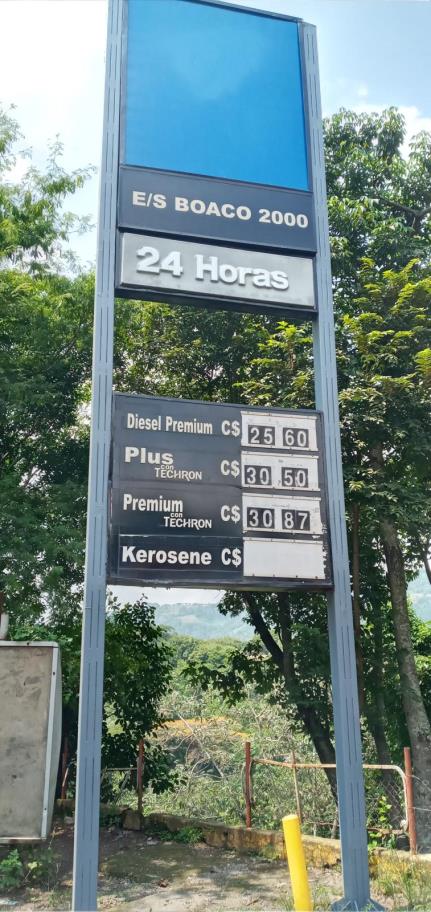 E/S BOACO 2000
24 Horas
Diesel Premium C$ 25 60
Plus con TECHRON C$ 30.50
Premium con TECHRON C$ 30 87
Kerosene C$